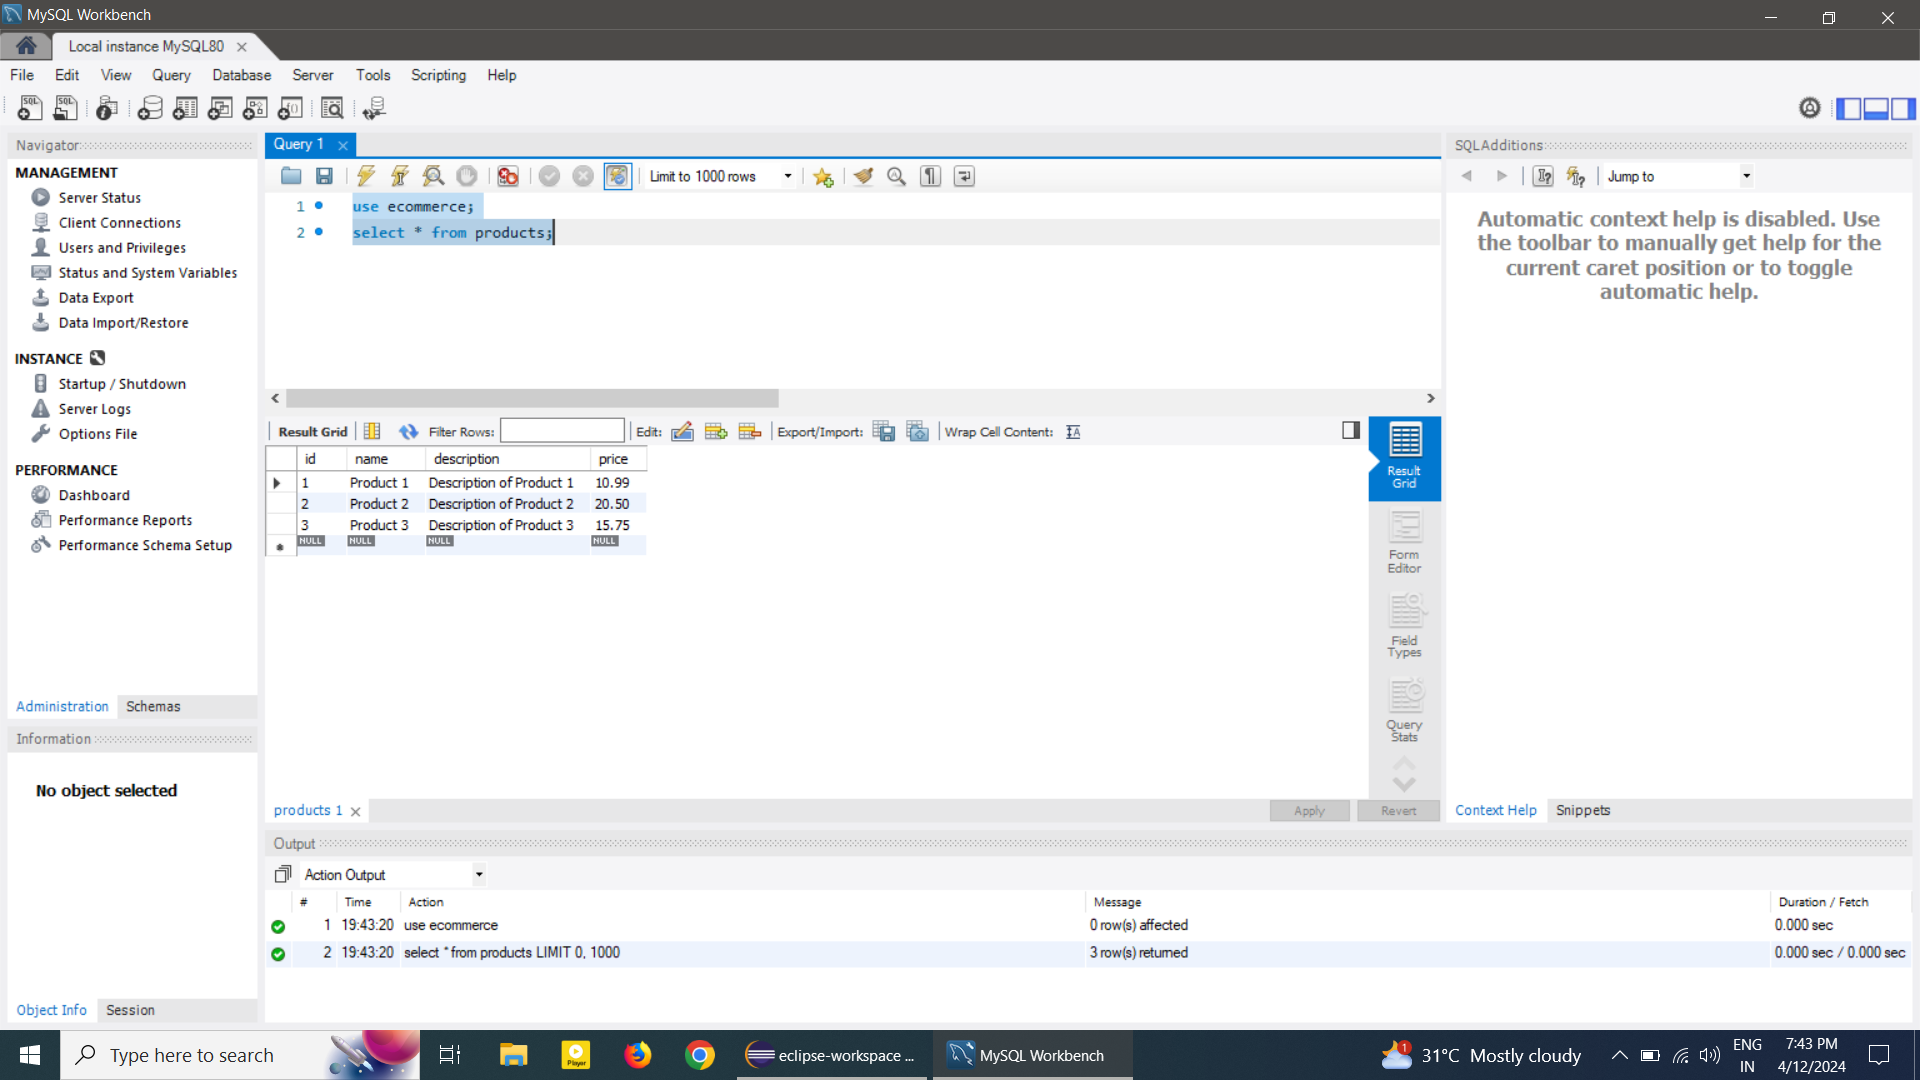 MySQL Workbench
Local instance MySQL80
File Edit View Query Database Server Tools Scripting Help
Navigator
MANAGEMENT
Server Status
Client Connections
Users and Privileges
Status and System Variables
Data Export
Data Import/Restore
INSTANCE
Startup / Shutdown
Server Logs
Options File
PERFORMANCE
Dashboard
Performance Reports
Performance Schema Setup
Administration Schemas
Information
No object selected
Object Info Session
Query 1
Limit to 1000 rows
1 use ecommerce;
2 select * from products;
Result Grid Filter Rows: Edit: Export/Import: Wrap Cell Content:
id name description price
1 Product 1 Description of Product 1 10.99
2 Product 2 Description of Product 2 20.50
3 Product 3 Description of Product 3 15.75
NULL NULL NULL NULL
Result Grid
Form Editor
Field Types
Query Stats
products 1
Apply Revert
SQLAdditions
Jump to
Automatic context help is disabled. Use
the toolbar to manually get help for the
current caret position or to toggle
automatic help.
Context Help Snippets
Output
Action Output
# Time Action Message Duration / Fetch
1 19:43:20 use ecommerce 0 row(s) affected 0.000 sec
2 19:43:20 select * from products LIMIT 0, 1000 3 row(s) returned 0.000 sec / 0.000 sec
Type here to search
Player
eclipse-workspace ...
MySQL Workbench
1
31°C Mostly cloudy
ENG
IN
7:43 PM
4/12/2024